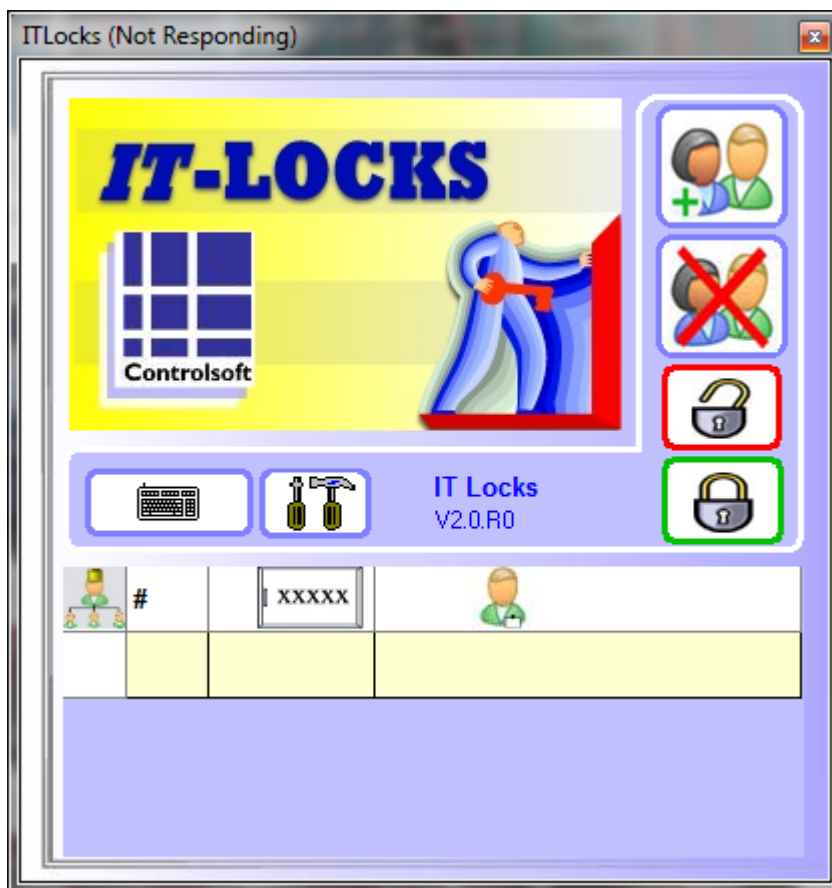 ITLocks (Not Responding)
IT-LOCKS
Controlsoft
IT Locks
V2.0.R0
# XXXXX